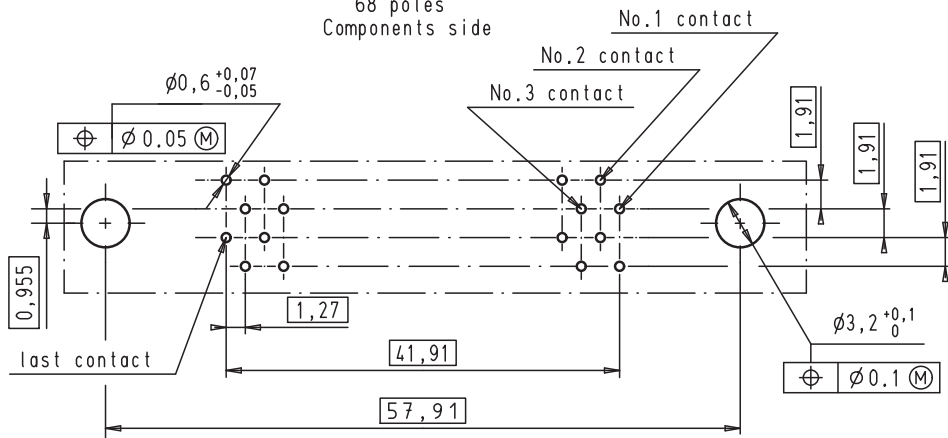 68 poles
Components side
No.1 contact
No.2 contact
No.3 contact
Ø0,6 +0,07 -0,05
⌖ Ø 0.05 Ⓜ
1,91
1,91
1,91
0,955
1,27
last contact
41,91
57,91
Ø3,2 +0,1 0
⌖ Ø0.1 Ⓜ